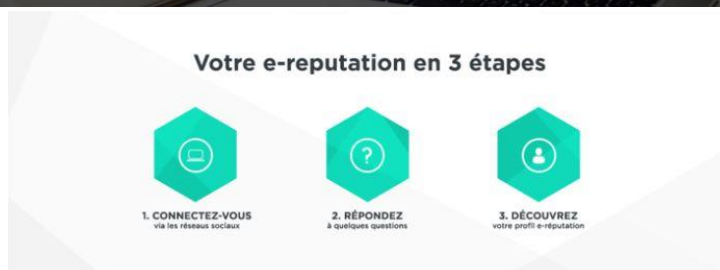 Votre e-reputation en 3 étapes
?
1. CONNECTEZ-VOUS
via les réseaus sociaux
2. RÉPONDEZ
à quelques questions
3. DÉCOUVREZ
votre profil e-réputation